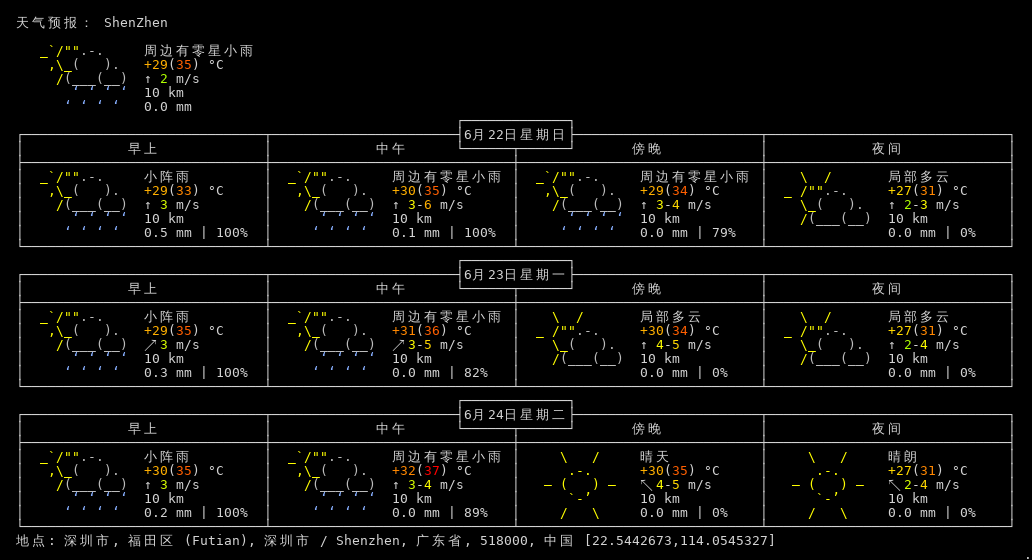 天气预报： ShenZhen
周边有零星小雨
+29(35) °C
↑ 2 m/s
10 km
0.0 mm
6月22日星期日
早上 中午 傍晚 夜间
小阵雨 周边有零星小雨 周边有零星小雨 局部多云
+29(33) °C +30(35) °C +29(34) °C +27(31) °C
↑ 3 m/s ↑ 3-6 m/s ↑ 3-4 m/s ↑ 2-3 m/s
10 km 10 km 10 km 10 km
0.5 mm | 100% 0.1 mm | 100% 0.0 mm | 79% 0.0 mm | 0%
6月23日星期一
早上 中午 傍晚 夜间
小阵雨 周边有零星小雨 局部多云 局部多云
+29(35) °C +31(36) °C +30(34) °C +27(31) °C
↗ 3 m/s ↗ 3-5 m/s ↑ 4-5 m/s ↑ 2-4 m/s
10 km 10 km 10 km 10 km
0.3 mm | 100% 0.0 mm | 82% 0.0 mm | 0% 0.0 mm | 0%
6月24日星期二
早上 中午 傍晚 夜间
小阵雨 周边有零星小雨 晴天 晴朗
+30(35) °C +32(37) °C +30(35) °C +27(31) °C
↑ 3 m/s ↑ 3-4 m/s ↖ 4-5 m/s ↖ 2-4 m/s
10 km 10 km 10 km 10 km
0.2 mm | 100% 0.0 mm | 89% 0.0 mm | 0% 0.0 mm | 0%
地点: 深圳市, 福田区 (Futian), 深圳市 / Shenzhen, 广东省, 518000, 中国 [22.5442673,114.0545327]